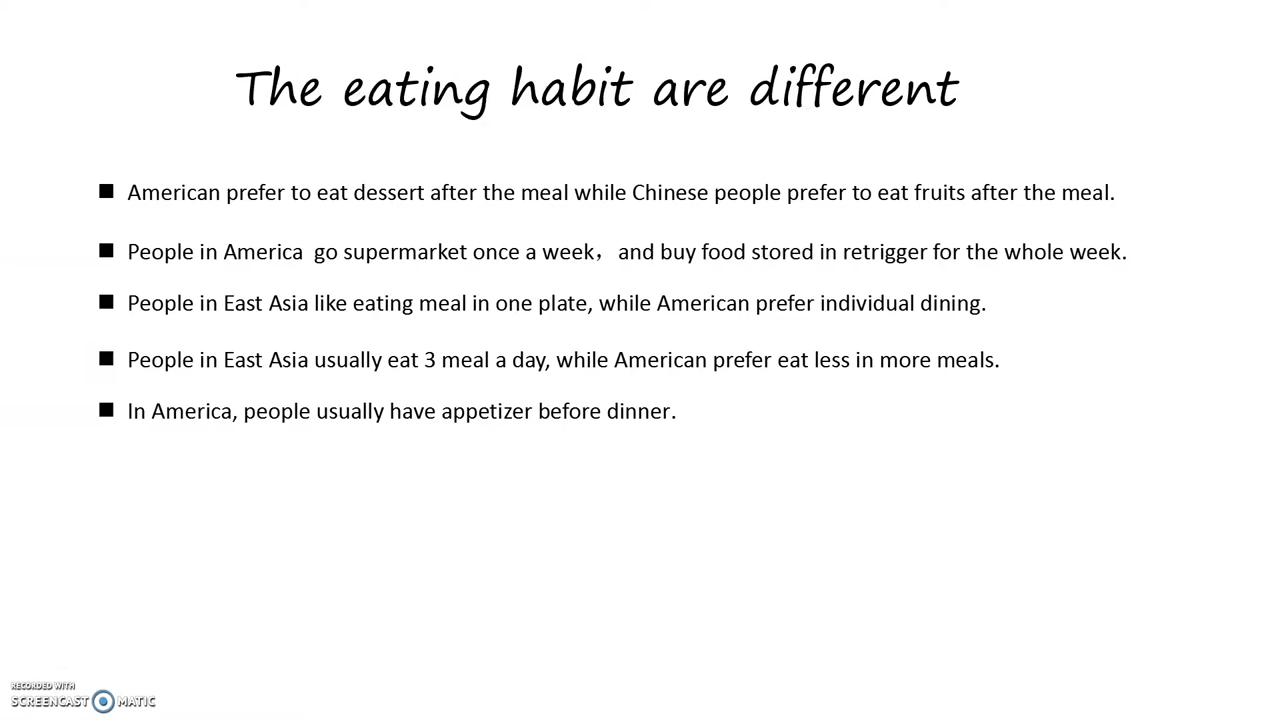 The eating habit are different
■ American prefer to eat dessert after the meal while Chinese people prefer to eat fruits after the meal.
■ People in America  go supermarket once a week，and buy food stored in retrigger for the whole week.
■ People in East Asia like eating meal in one plate, while American prefer individual dining.
■ People in East Asia usually eat 3 meal a day, while American prefer eat less in more meals.
■ In America, people usually have appetizer before dinner.
RECORDED WITH
SCREENCAST MATIC